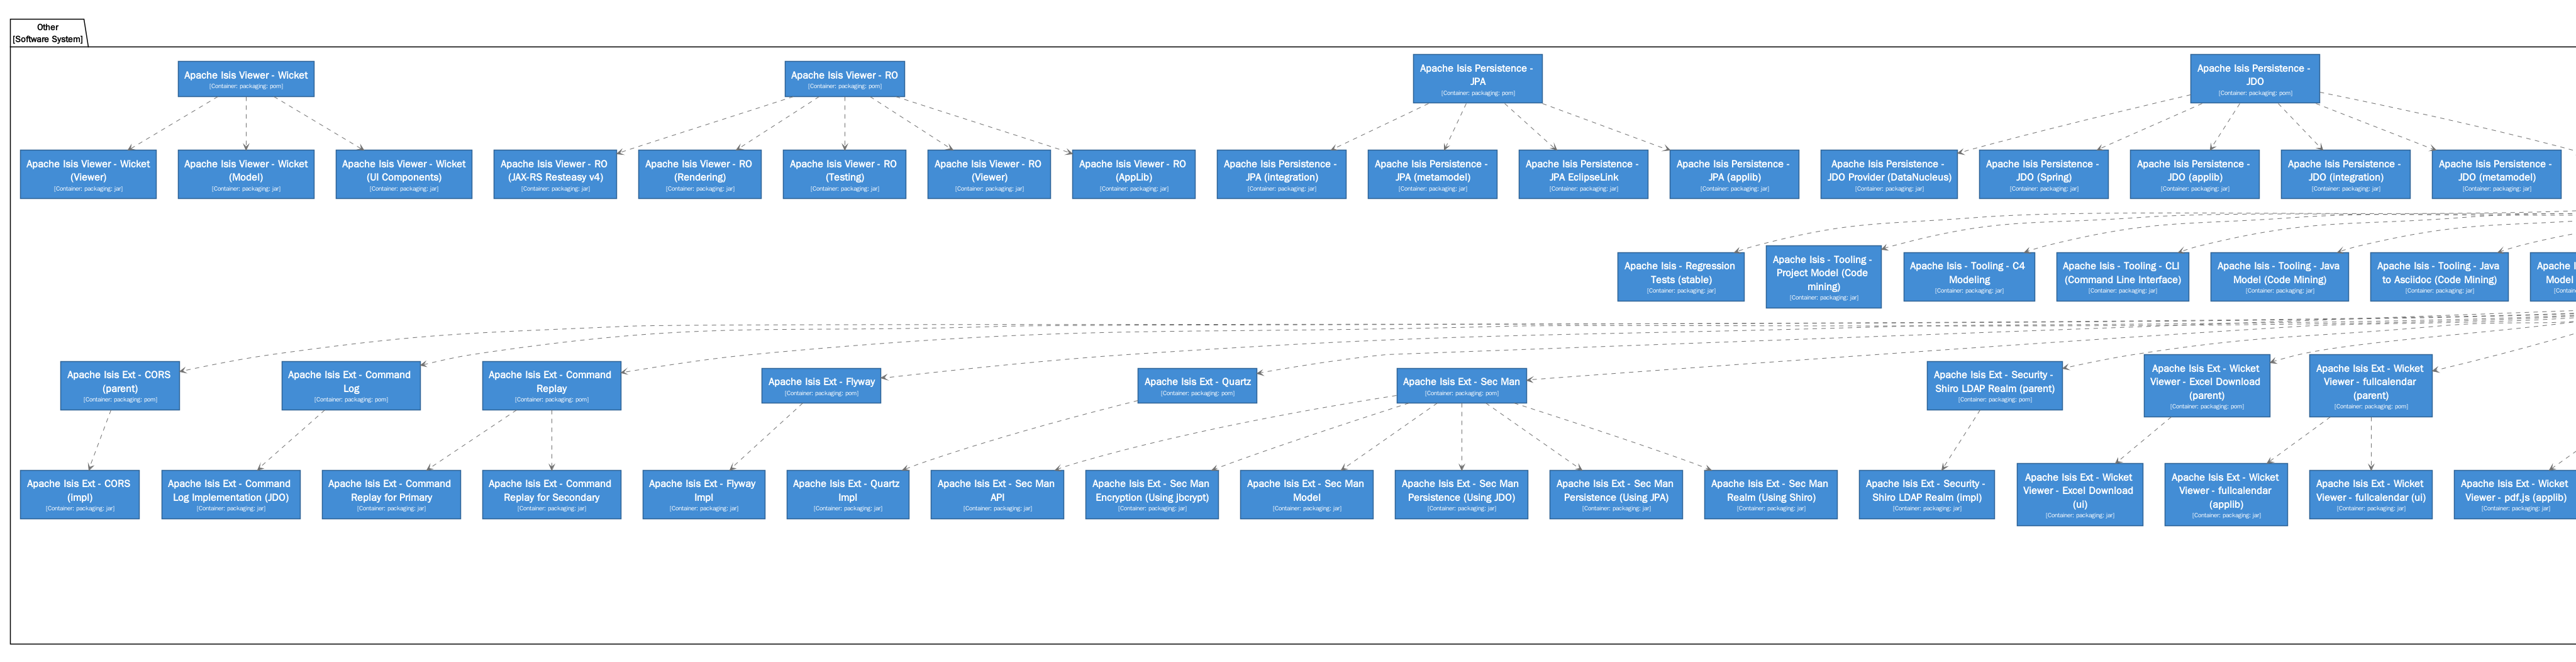 Other
[Software System]
Apache Isis Viewer - Wicket
[Container: packaging: pom]
Apache Isis Viewer - RO
[Container: packaging: pom]
Apache Isis Persistence -
JPA
[Container: packaging: pom]
Apache Isis Persistence -
JDO
[Container: packaging: pom]
Apache Isis Viewer - Wicket
(Viewer)
[Container: packaging: jar]
Apache Isis Viewer - Wicket
(Model)
[Container: packaging: jar]
Apache Isis Viewer - Wicket
(UI Components)
[Container: packaging: jar]
Apache Isis Viewer - RO
(JAX-RS Resteasy v4)
[Container: packaging: jar]
Apache Isis Viewer - RO
(Rendering)
[Container: packaging: jar]
Apache Isis Viewer - RO
(Testing)
[Container: packaging: jar]
Apache Isis Viewer - RO
(Viewer)
[Container: packaging: jar]
Apache Isis Viewer - RO
(AppLib)
[Container: packaging: jar]
Apache Isis Persistence -
JPA (integration)
[Container: packaging: jar]
Apache Isis Persistence -
JPA (metamodel)
[Container: packaging: jar]
Apache Isis Persistence -
JPA EclipseLink
[Container: packaging: jar]
Apache Isis Persistence -
JPA (applib)
[Container: packaging: jar]
Apache Isis Persistence -
JDO Provider (DataNucleus)
[Container: packaging: jar]
Apache Isis Persistence -
JDO (Spring)
[Container: packaging: jar]
Apache Isis Persistence -
JDO (applib)
[Container: packaging: jar]
Apache Isis Persistence -
JDO (integration)
[Container: packaging: jar]
Apache Isis Persistence -
JDO (metamodel)
[Container: packaging: jar]
Apache Isis - Regression
Tests (stable)
[Container: packaging: jar]
Apache Isis - Tooling -
Project Model (Code
mining)
[Container: packaging: jar]
Apache Isis - Tooling - C4
Modeling
[Container: packaging: jar]
Apache Isis - Tooling - CLI
(Command Line Interface)
[Container: packaging: jar]
Apache Isis - Tooling - Java
Model (Code Mining)
[Container: packaging: jar]
Apache Isis - Tooling - Java
to Asciidoc (Code Mining)
[Container: packaging: jar]
Apache
Model
Apache Isis Ext - CORS
(parent)
[Container: packaging: pom]
Apache Isis Ext - Command
Log
[Container: packaging: pom]
Apache Isis Ext - Command
Replay
[Container: packaging: pom]
Apache Isis Ext - Flyway
[Container: packaging: pom]
Apache Isis Ext - Quartz
[Container: packaging: pom]
Apache Isis Ext - Sec Man
[Container: packaging: pom]
Apache Isis Ext - Security -
Shiro LDAP Realm (parent)
[Container: packaging: pom]
Apache Isis Ext - Wicket
Viewer - Excel Download
(parent)
[Container: packaging: pom]
Apache Isis Ext - Wicket
Viewer - fullcalendar
(parent)
[Container: packaging: pom]
Apache Isis Ext - CORS
(impl)
[Container: packaging: jar]
Apache Isis Ext - Command
Log Implementation (JDO)
[Container: packaging: jar]
Apache Isis Ext - Command
Replay for Primary
[Container: packaging: jar]
Apache Isis Ext - Command
Replay for Secondary
[Container: packaging: jar]
Apache Isis Ext - Flyway
Impl
[Container: packaging: jar]
Apache Isis Ext - Quartz
Impl
[Container: packaging: jar]
Apache Isis Ext - Sec Man
API
[Container: packaging: jar]
Apache Isis Ext - Sec Man
Encryption (Using jbcrypt)
[Container: packaging: jar]
Apache Isis Ext - Sec Man
Model
[Container: packaging: jar]
Apache Isis Ext - Sec Man
Persistence (Using JDO)
[Container: packaging: jar]
Apache Isis Ext - Sec Man
Persistence (Using JPA)
[Container: packaging: jar]
Apache Isis Ext - Sec Man
Realm (Using Shiro)
[Container: packaging: jar]
Apache Isis Ext - Security -
Shiro LDAP Realm (impl)
[Container: packaging: jar]
Apache Isis Ext - Wicket
Viewer - Excel Download
(ui)
[Container: packaging: jar]
Apache Isis Ext - Wicket
Viewer - fullcalendar
(applib)
[Container: packaging: jar]
Apache Isis Ext - Wicket
Viewer - fullcalendar (ui)
[Container: packaging: jar]
Apache Isis Ext - Wicket
Viewer - pdf.js (applib)
[Container: packaging: jar]